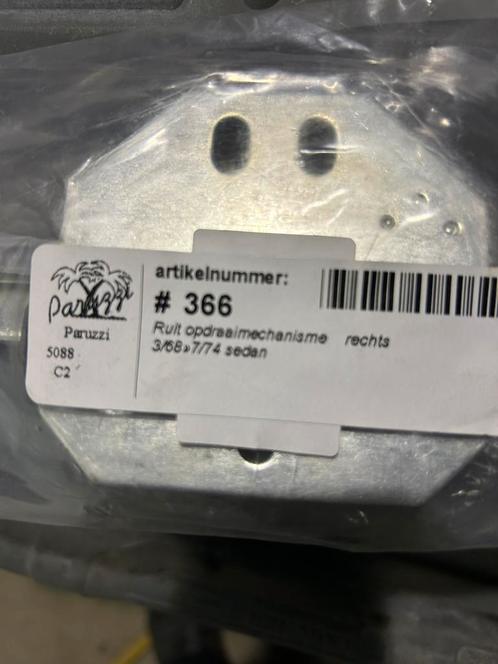 Paruzzi
Paruzzi
5088
C2
artikelnummer:
# 366
Ruit opdraaimechanisme rechts
3/68»7/74 sedan